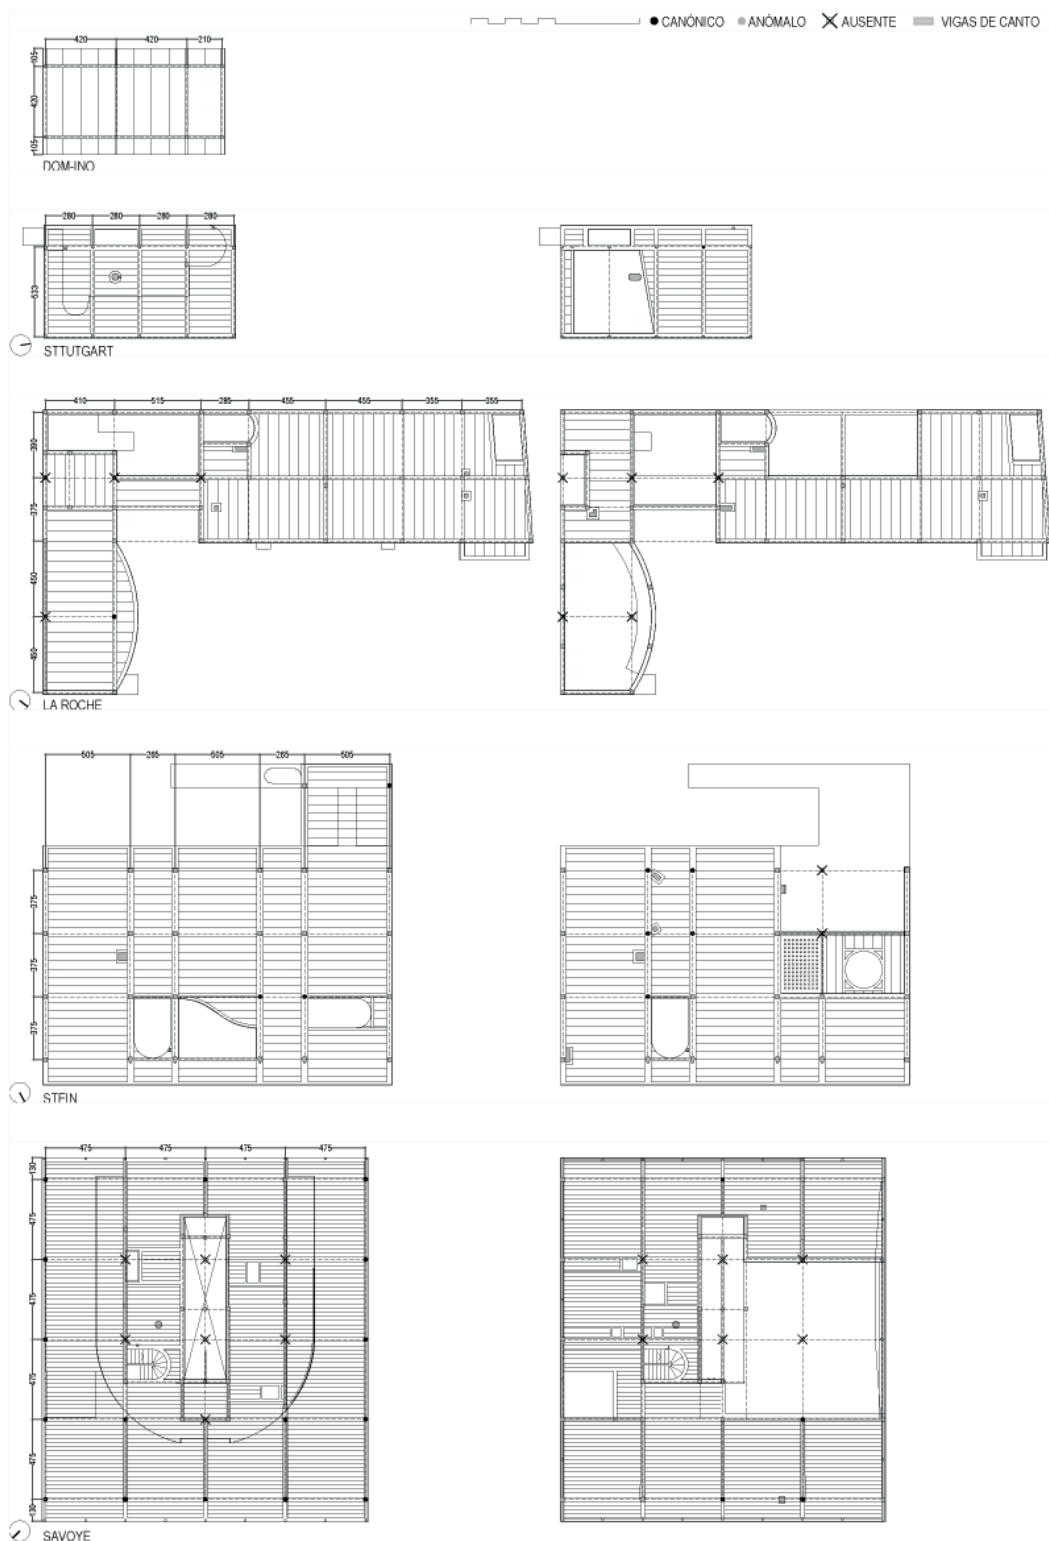 CANÓNICO ANÓMALO AUSENTE VIGAS DE CANTO
420 420 210
105
420
105
DOM-INO
280 280 280 280
533
STTUTGART
410 515 285 455 455 355 355
390
375
450
450
LA ROCHE
505 265 505 265 505
375
375
375
STEIN
475 475 475 475
130
475
475
475
475
130
SAVOYE